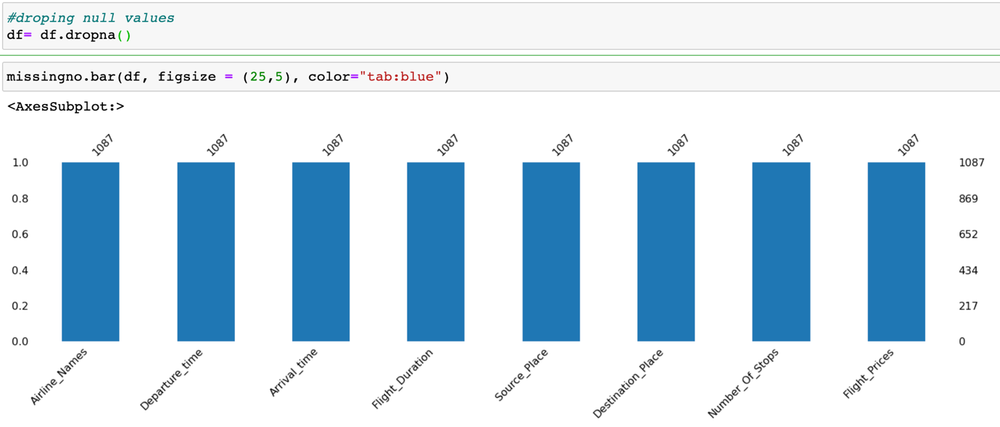 #droping null values
df= df.dropna()
missingno.bar(df, figsize = (25,5), color="tab:blue")
<AxesSubplot:>
1087 1087 1087 1087 1087 1087 1087 1087
1.0 1087
0.8 869
0.6 652
0.4 434
0.2 217
0.0 0
Airline_Names Departure_time Arrival_time Flight_Duration Source_Place Destination_Place Number_Of_Stops Flight_Prices